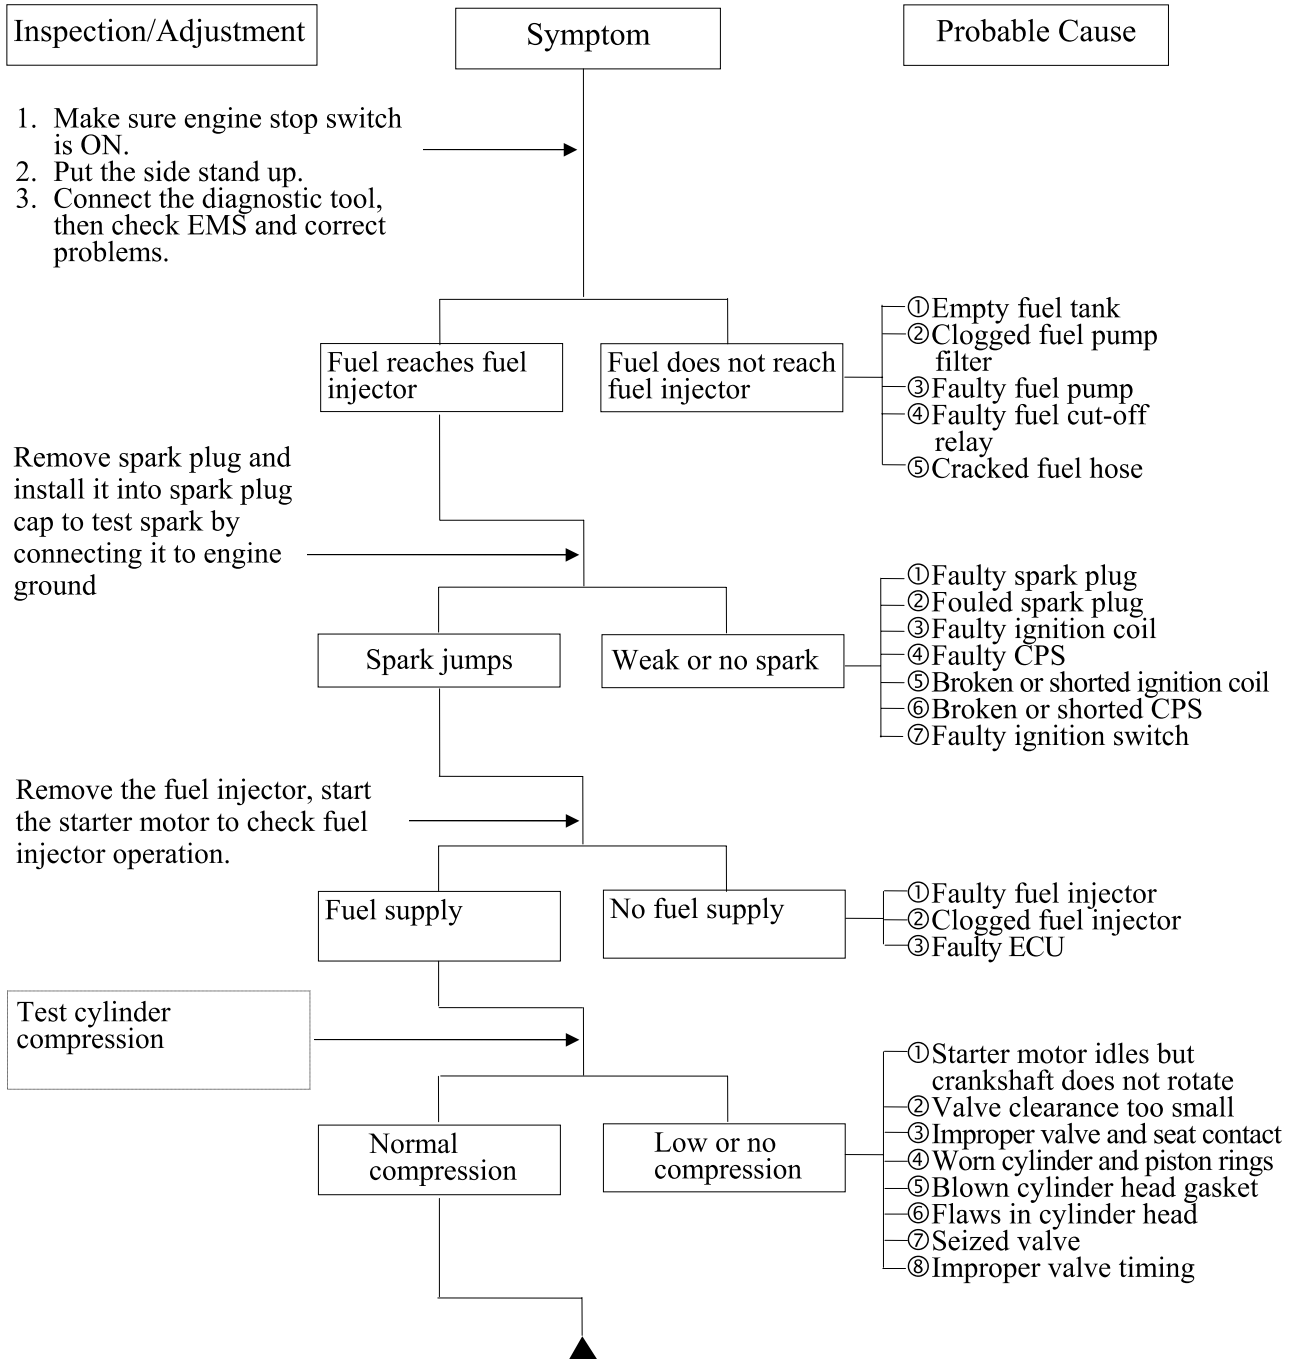 Inspection/Adjustment
Symptom
Probable Cause
1. Make sure engine stop switch
is ON.
2. Put the side stand up.
3. Connect the diagnostic tool,
then check EMS and correct
problems.
Fuel reaches fuel
injector
Fuel does not reach
fuel injector
①Empty fuel tank
②Clogged fuel pump
filter
③Faulty fuel pump
④Faulty fuel cut-off
relay
⑤Cracked fuel hose
Remove spark plug and
install it into spark plug
cap to test spark by
connecting it to engine
ground
Spark jumps
Weak or no spark
①Faulty spark plug
②Fouled spark plug
③Faulty ignition coil
④Faulty CPS
⑤Broken or shorted ignition coil
⑥Broken or shorted CPS
⑦Faulty ignition switch
Remove the fuel injector, start
the starter motor to check fuel
injector operation.
Fuel supply
No fuel supply
①Faulty fuel injector
②Clogged fuel injector
③Faulty ECU
Test cylinder
compression
Normal
compression
Low or no
compression
①Starter motor idles but
crankshaft does not rotate
②Valve clearance too small
③Improper valve and seat contact
④Worn cylinder and piston rings
⑤Blown cylinder head gasket
⑥Flaws in cylinder head
⑦Seized valve
⑧Improper valve timing